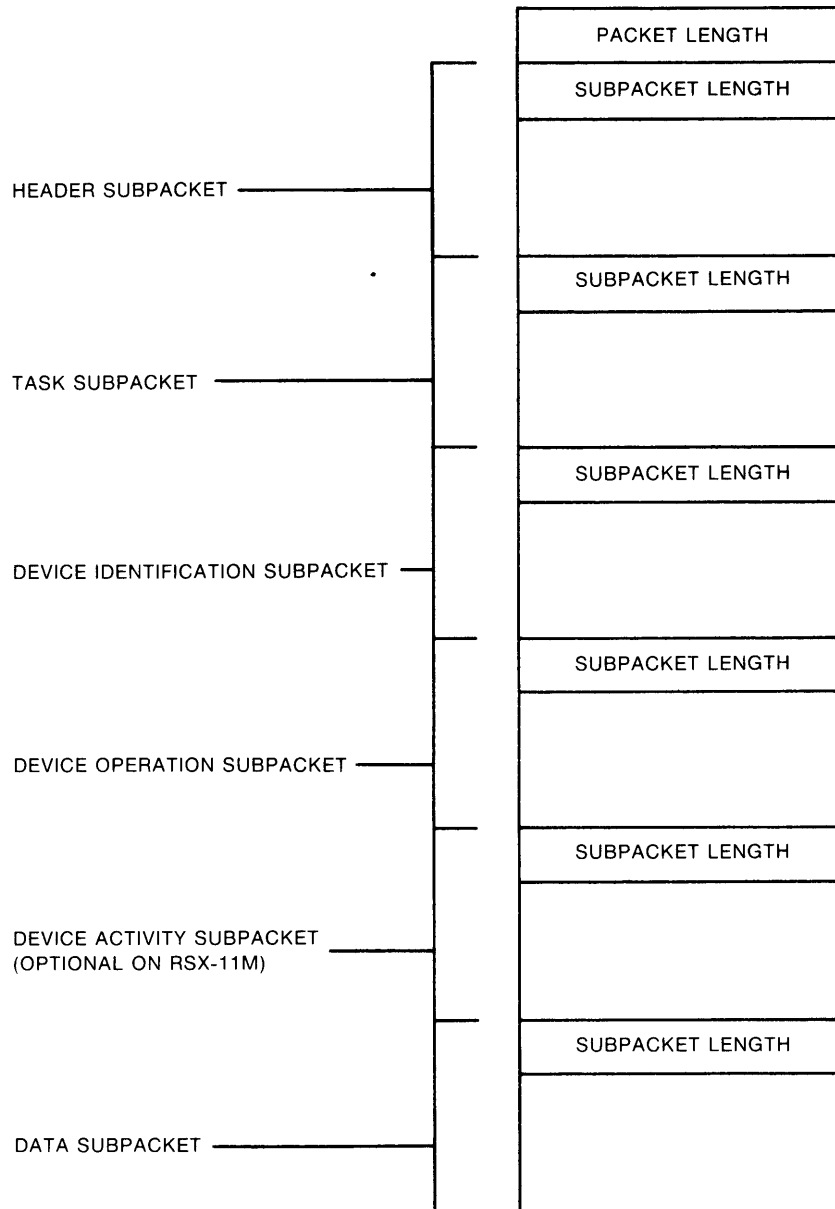 PACKET LENGTH
SUBPACKET LENGTH
HEADER SUBPACKET
SUBPACKET LENGTH
TASK SUBPACKET
SUBPACKET LENGTH
DEVICE IDENTIFICATION SUBPACKET
SUBPACKET LENGTH
DEVICE OPERATION SUBPACKET
SUBPACKET LENGTH
DEVICE ACTIVITY SUBPACKET
(OPTIONAL ON RSX-11M)
SUBPACKET LENGTH
DATA SUBPACKET